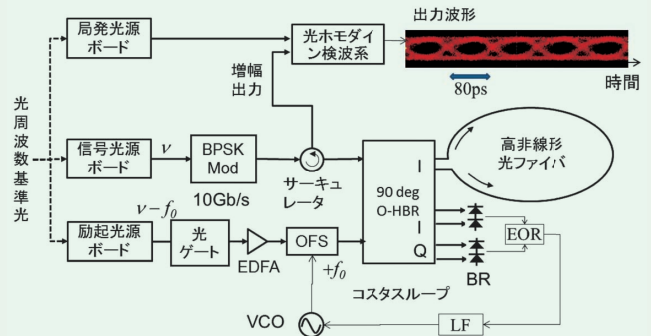 局発光源
ボード
光ホモダイ
ン検波系
出力波形
80ps
時間
増幅
出力
光周波数基準光
信号光源
ボード
ν
BPSK
Mod
10Gb/s
サーキュ
レータ
90 deg
O-HBR
I
I
Q
高非線形
光ファイバ
励起光源
ボード
ν−f0
光
ゲート
EDFA
OFS
+f0
BR
EOR
コスタスループ
VCO
LF